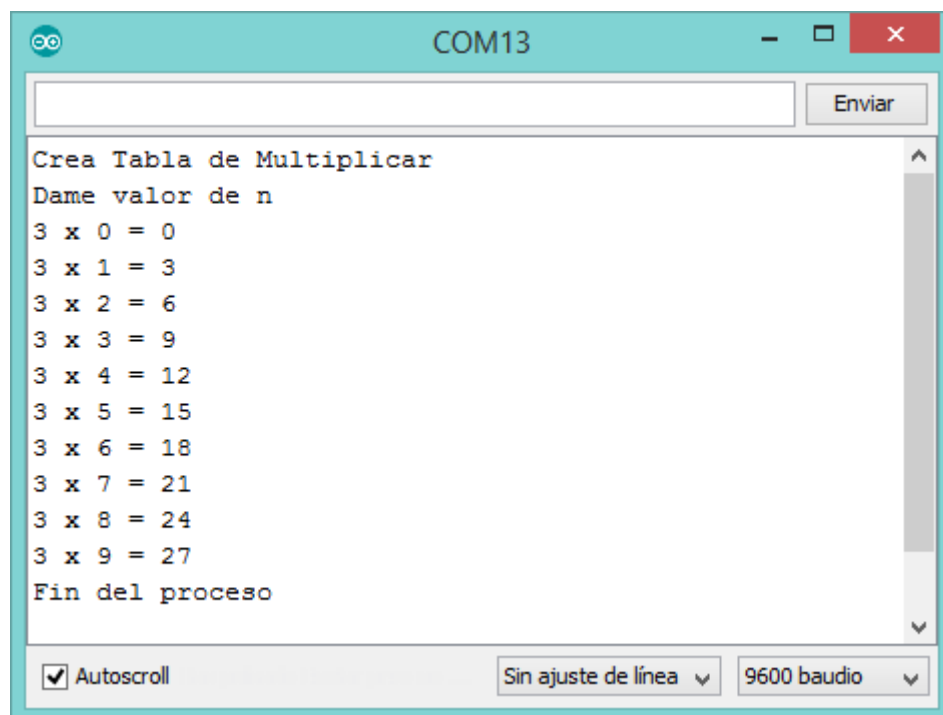 COM13
Enviar
Crea Tabla de Multiplicar
Dame valor de n
3 x 0 = 0
3 x 1 = 3
3 x 2 = 6
3 x 3 = 9
3 x 4 = 12
3 x 5 = 15
3 x 6 = 18
3 x 7 = 21
3 x 8 = 24
3 x 9 = 27
Fin del proceso
Autoscroll
Sin ajuste de línea
9600 baudio